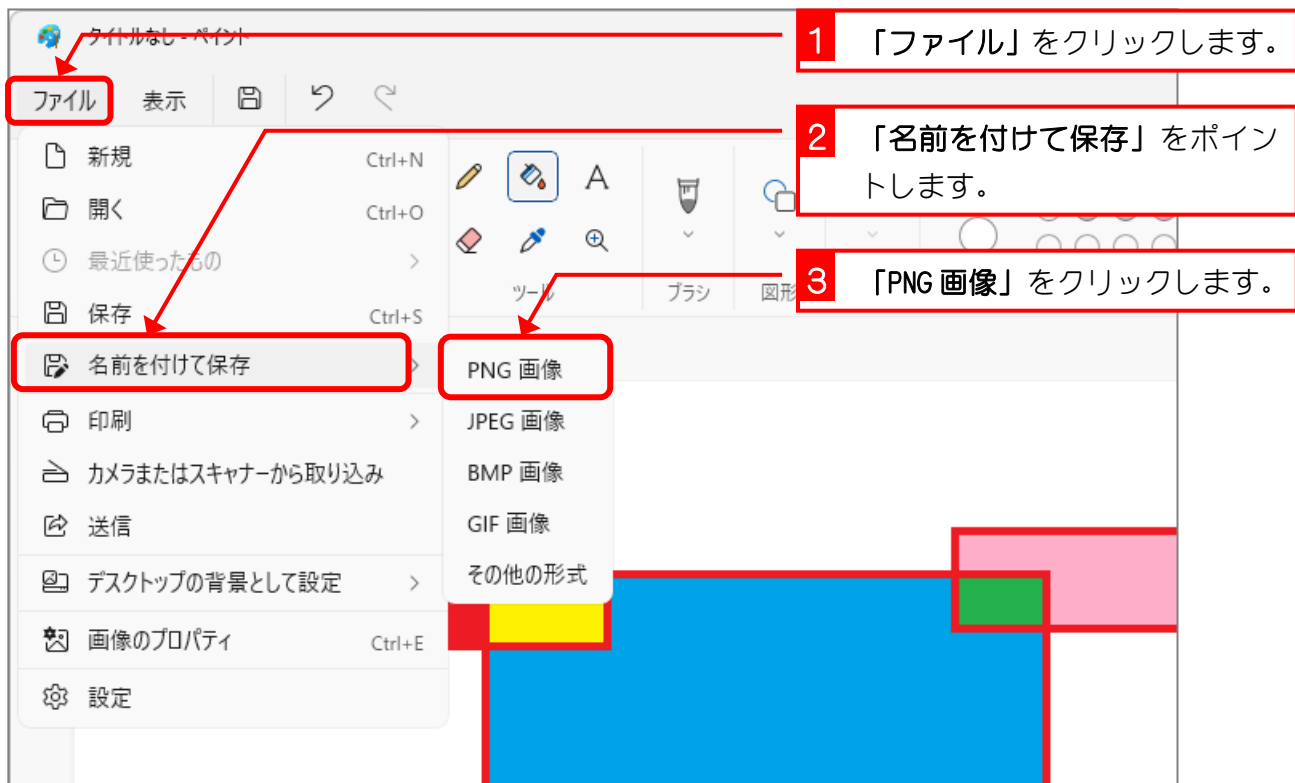 タイトルなし - ペイント
1 「ファイル」をクリックします。
ファイル 表示
2 「名前を付けて保存」をポイン
トします。
新規 Ctrl+N
開く Ctrl+O
最近使ったもの
3 「PNG 画像」をクリックします。
ツール ブラシ 図形
保存 Ctrl+S
名前を付けて保存
PNG 画像
印刷
JPEG 画像
カメラまたはスキャナーから取り込み
BMP 画像
送信
GIF 画像
デスクトップの背景として設定
その他の形式
画像のプロパティ Ctrl+E
設定